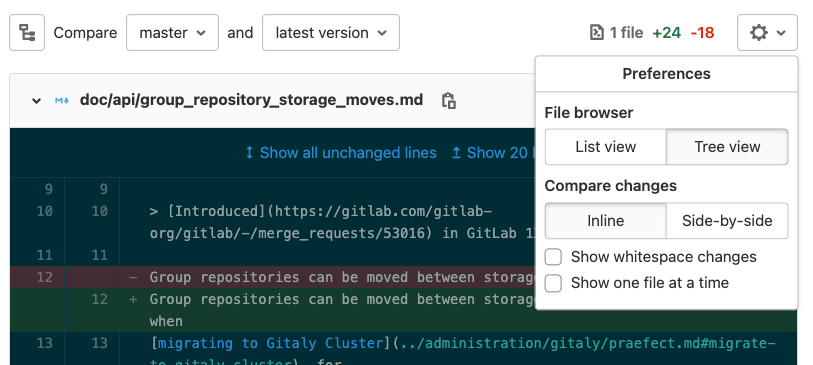 Compare master and latest version 1 file +24 -18
Preferences
File browser
List view Tree view
Compare changes
Inline Side-by-side
Show whitespace changes
Show one file at a time
doc/api/group_repository_storage_moves.md
Show all unchanged lines Show 20
9 9
10 10 > [Introduced](https://gitlab.com/gitlab-
org/gitlab/-/merge_requests/53016) in GitLab
11 11
12 - Group repositories can be moved between
12 + Group repositories can be moved between
when
13 13 [migrating to Gitaly Cluster](../administration/gitaly/praefect.md#migrate-
to-gitaly-cluster), for